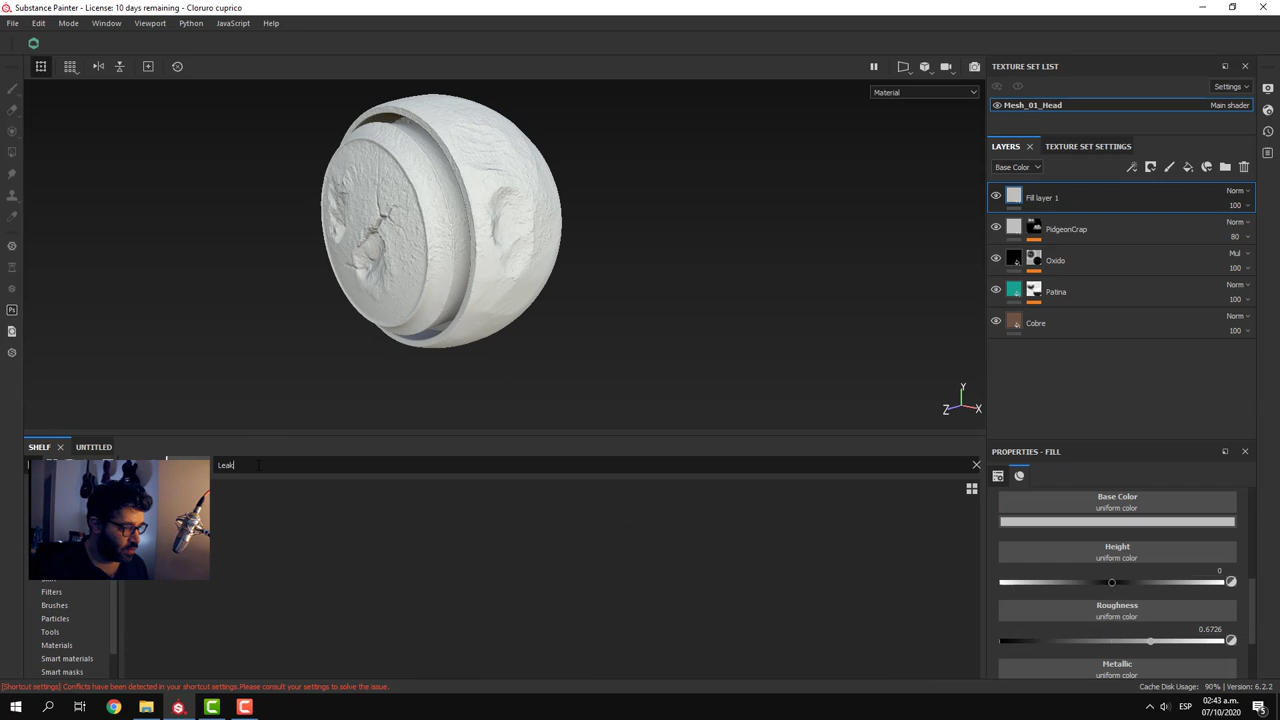 Substance Painter - License: 10 days remaining - Cloruro cuprico
File Edit Mode Window Viewport Python JavaScript Help
Material
TEXTURE SET LIST
Settings
Mesh_01_Head Main shader
LAYERS TEXTURE SET SETTINGS
Base Color
Fill layer 1 Norm 100
PidgeonCrap Norm 80
Oxido Mul 100
Patina Norm 100
Cobre Norm 100
Y
Z X
SHELF UNTITLED
Leak
Filters
Brushes
Particles
Tools
Materials
Smart materials
Smart masks
PROPERTIES - FILL
Base Color
uniform color
Height
uniform color
0
Roughness
uniform color
0.6726
Metallic
uniform color
[Shortcut settings] Conflicts have been detected in your shortcut settings.Please consult your settings to solve the issue.
Cache Disk Usage: 90% | Version: 6.2.2
Ps
ESP
02:43 a.m.
07/10/2020
5